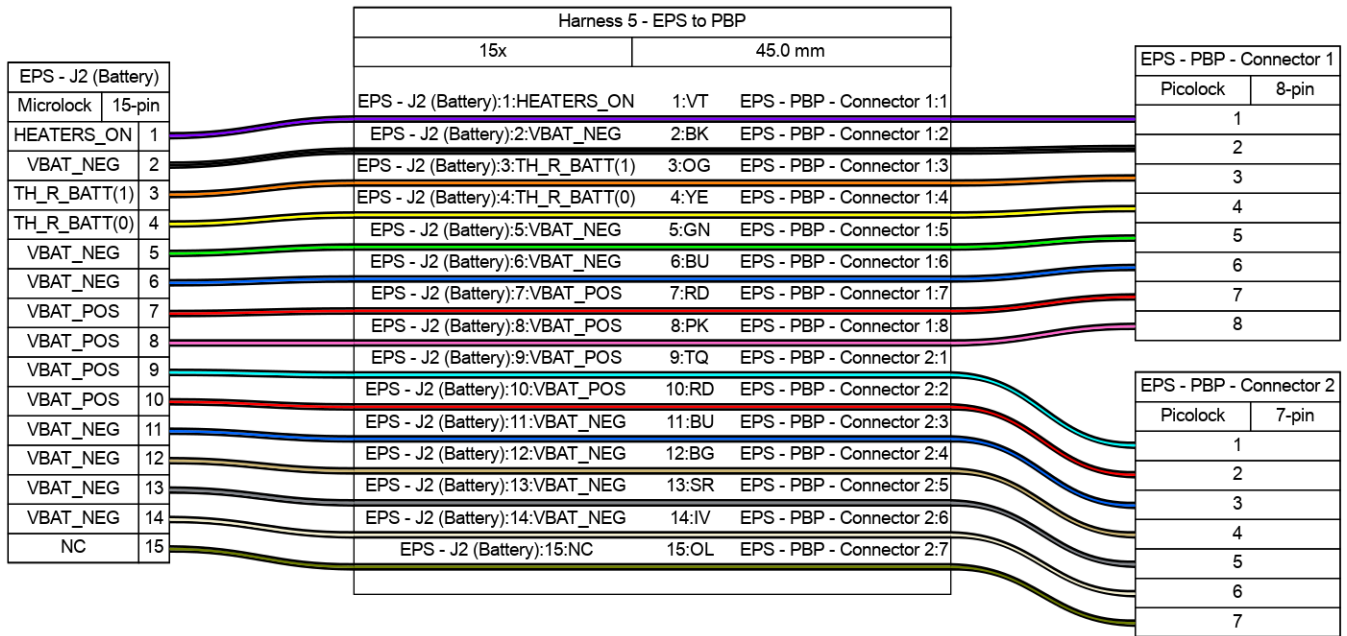 Harness 5 - EPS to PBP
15x 45.0 mm
EPS - J2 (Battery)
Microlock 15-pin
HEATERS_ON 1
VBAT_NEG 2
TH_R_BATT(1) 3
TH_R_BATT(0) 4
VBAT_NEG 5
VBAT_NEG 6
VBAT_POS 7
VBAT_POS 8
VBAT_POS 9
VBAT_POS 10
VBAT_NEG 11
VBAT_NEG 12
VBAT_NEG 13
VBAT_NEG 14
NC 15
EPS - J2 (Battery):1:HEATERS_ON 1:VT EPS - PBP - Connector 1:1
EPS - J2 (Battery):2:VBAT_NEG 2:BK EPS - PBP - Connector 1:2
EPS - J2 (Battery):3:TH_R_BATT(1) 3:OG EPS - PBP - Connector 1:3
EPS - J2 (Battery):4:TH_R_BATT(0) 4:YE EPS - PBP - Connector 1:4
EPS - J2 (Battery):5:VBAT_NEG 5:GN EPS - PBP - Connector 1:5
EPS - J2 (Battery):6:VBAT_NEG 6:BU EPS - PBP - Connector 1:6
EPS - J2 (Battery):7:VBAT_POS 7:RD EPS - PBP - Connector 1:7
EPS - J2 (Battery):8:VBAT_POS 8:PK EPS - PBP - Connector 1:8
EPS - J2 (Battery):9:VBAT_POS 9:TQ EPS - PBP - Connector 2:1
EPS - J2 (Battery):10:VBAT_POS 10:RD EPS - PBP - Connector 2:2
EPS - J2 (Battery):11:VBAT_NEG 11:BU EPS - PBP - Connector 2:3
EPS - J2 (Battery):12:VBAT_NEG 12:BG EPS - PBP - Connector 2:4
EPS - J2 (Battery):13:VBAT_NEG 13:SR EPS - PBP - Connector 2:5
EPS - J2 (Battery):14:VBAT_NEG 14:IV EPS - PBP - Connector 2:6
EPS - J2 (Battery):15:NC 15:OL EPS - PBP - Connector 2:7
EPS - PBP - Connector 1
Picolock 8-pin
1
2
3
4
5
6
7
8
EPS - PBP - Connector 2
Picolock 7-pin
1
2
3
4
5
6
7